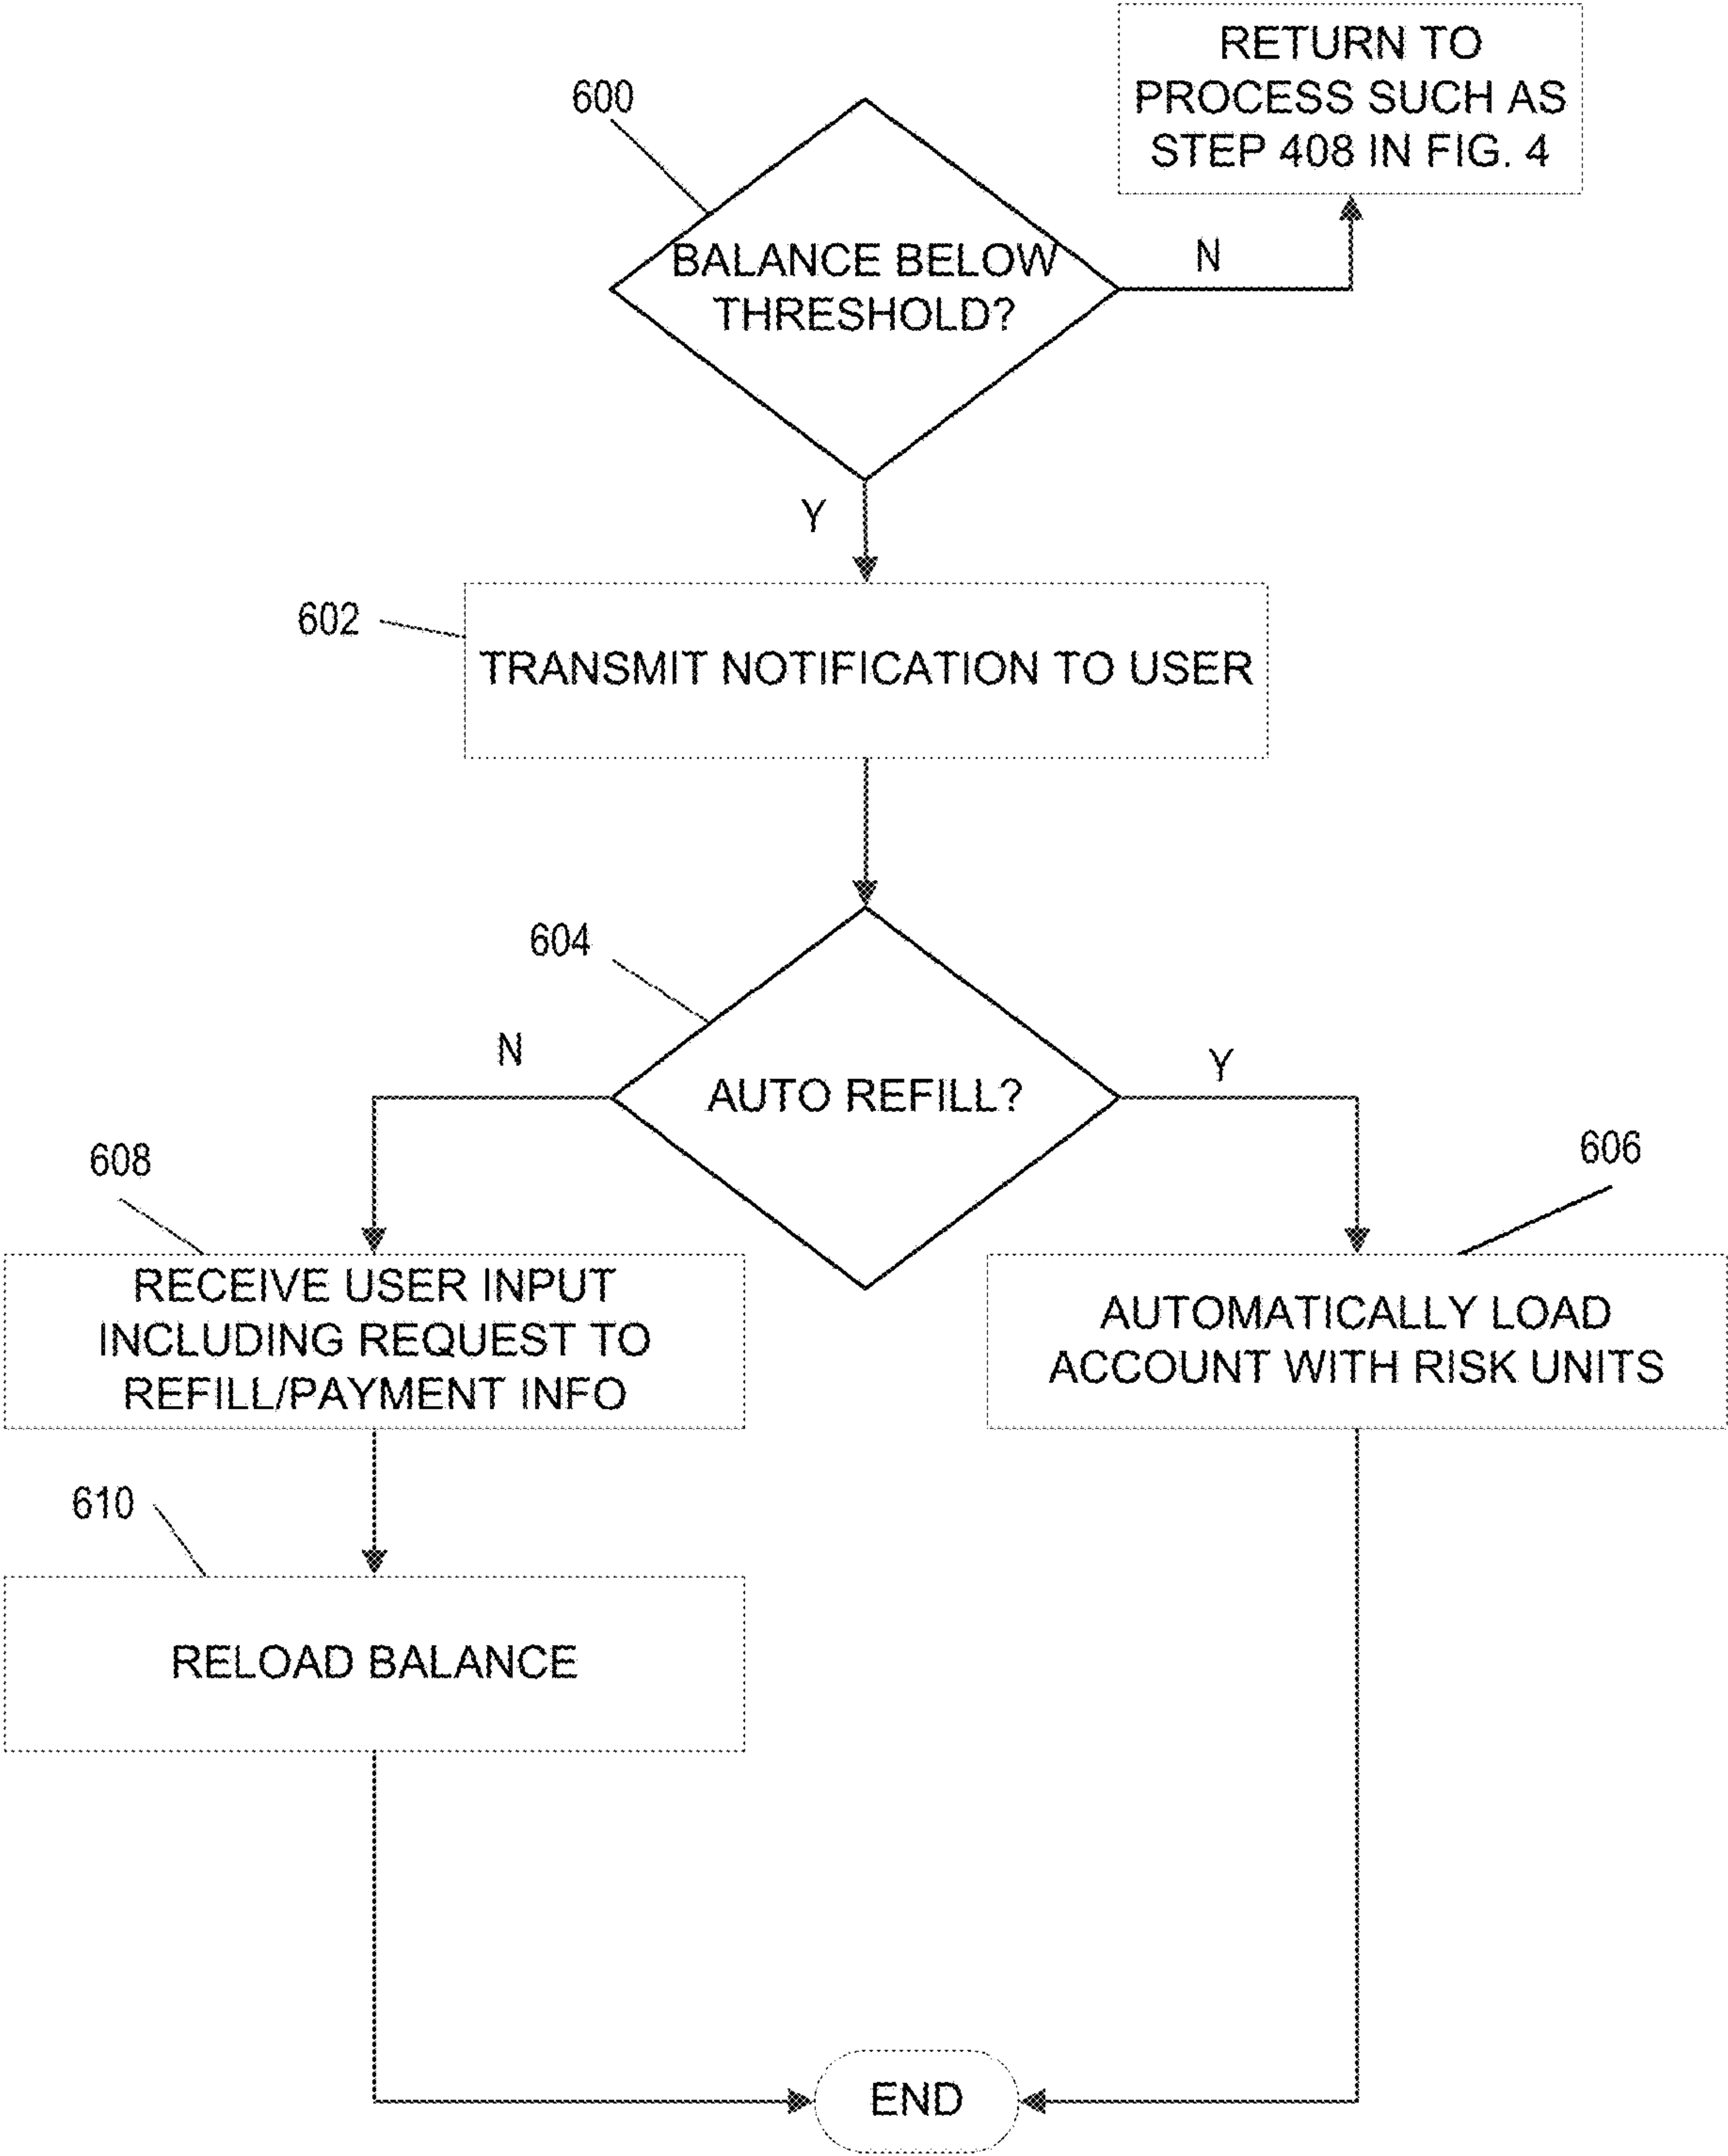 RETURN TO
PROCESS SUCH AS
STEP 408 IN FIG. 4
600
BALANCE BELOW
THRESHOLD?
N
Y
602
TRANSMIT NOTIFICATION TO USER
604
AUTO REFILL?
N
Y
608
606
RECEIVE USER INPUT
INCLUDING REQUEST TO
REFILL/PAYMENT INFO
AUTOMATICALLY LOAD
ACCOUNT WITH RISK UNITS
610
RELOAD BALANCE
END